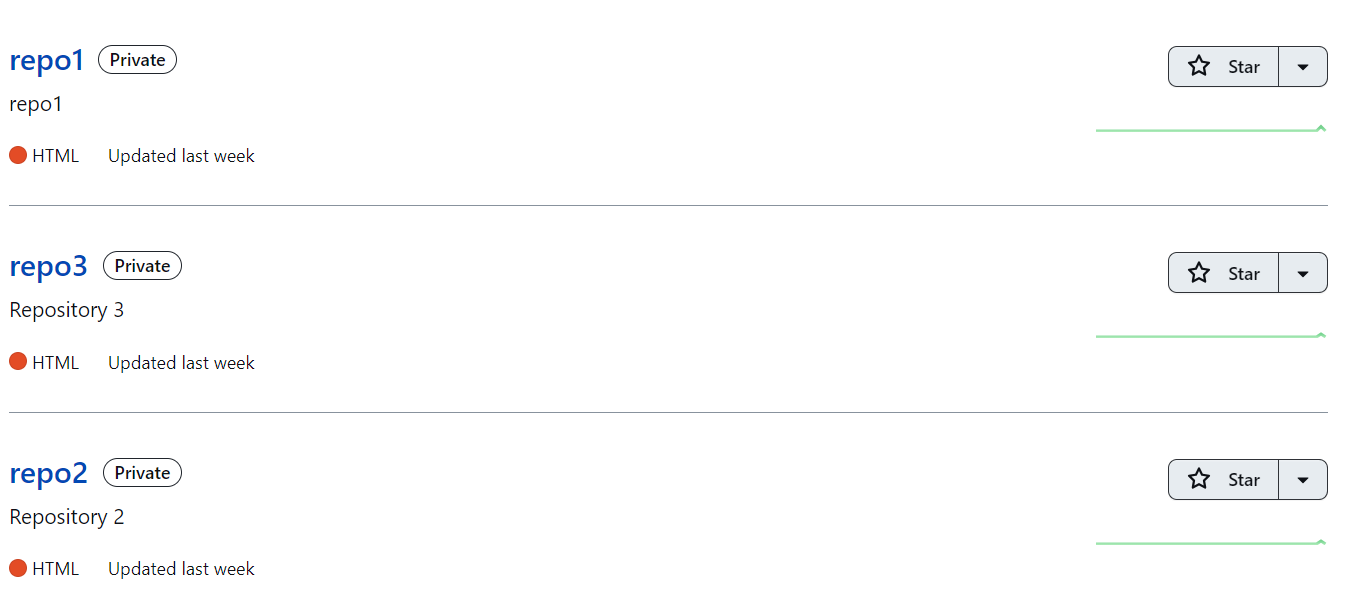 repo1 Private Star
repo1
HTML Updated last week
repo3 Private Star
Repository 3
HTML Updated last week
repo2 Private Star
Repository 2
HTML Updated last week